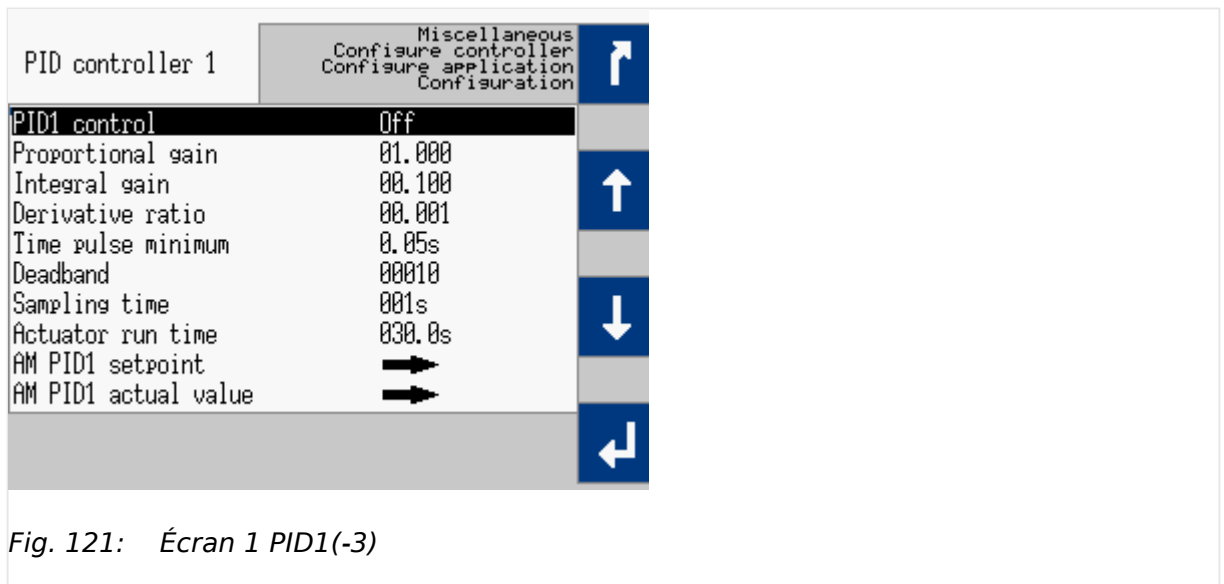 PID controller 1
Miscellaneous
Configure controller
Configure application
Configuration
PID1 control Off
Proportional gain 01.000
Integral gain 00.100
Derivative ratio 00.001
Time pulse minimum 0.05s
Deadband 00010
Sampling time 001s
Actuator run time 030.0s
AM PID1 setpoint
AM PID1 actual value
Fig. 121: Écran 1 PID1(-3)